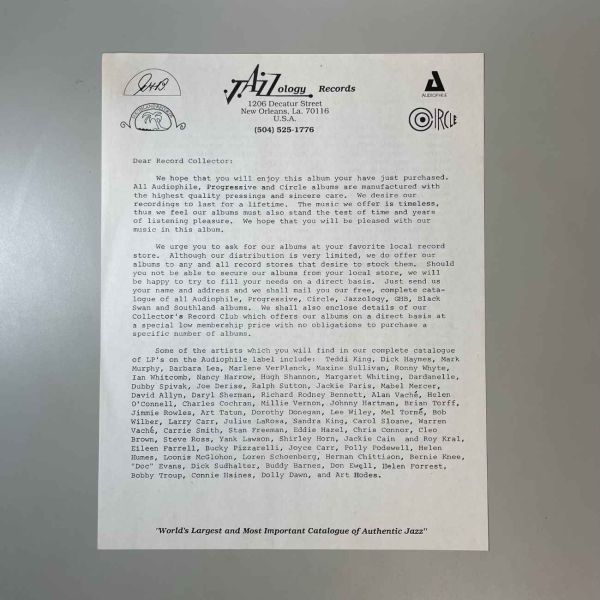 JAZZology Records
AUDIOPHILE
CIRCLE
1206 Decatur Street
New Orleans, La. 70116
U.S.A.
(504) 525-1776
Dear Record Collector:
We hope that you will enjoy this album your have just purchased.
All Audiophile, Progressive and Circle albums are manufactured with
the highest quality pressings and sincere care. We desire our
recordings to last for a lifetime. The music we offer is timeless,
thus we feel our albums must also stand the test of time and years
of listening pleasure. We hope that you will be pleased with our
music in this album.
We urge you to ask for our albums at your favorite local record
store. Although our distribution is very limited, we do offer our
albums to any and all record stores that desire to stock them. Should
you not be able to secure our albums from your local store, we will
be happy to try to fill your needs on a direct basis. Just send us
your name and address and we shall mail you our free, complete cata-
logue of all Audiophile, Progressive, Circle, Jazzology, GHB, Black
Swan and Southland albums. We shall also enclose details of our
Collector's Record Club which offers our albums on a direct basis at
a special low membership price with no obligations to purchase a
specific number of albums.
Some of the artists which you will find in our complete catalogue
of LP's on the Audiophile label include: Teddi King, Dick Haynes, Mark
Murphy, Barbara Lea, Marlene VerPlanck, Maxine Sullivan, Ronny Whyte,
Ian Whitcomb, Nancy Harrow, Hugh Shannon, Margaret Whiting, Dardanelle,
Dubby Spivak, Joe Derise, Ralph Sutton, Jackie Paris, Mabel Mercer,
David Allyn, Daryl Sherman, Richard Rodney Bennett, Alan Vaché, Helen
O'Connell, Charles Cochran, Millie Vernon, Johnny Hartman, Brian Torff,
Jimmie Rowles, Art Tatun, Dorothy Donegan, Lee Wiley, Mel Tormé, Bob
Wilber, Larry Carr, Julius LaRosa, Sandra King, Carol Sloane, Warren
Vaché, Carrie Smith, Stan Freeman, Eddie Hazel, Chris Connor, Cleo
Brown, Steve Ross, Yank Lawson, Shirley Horn, Jackie Cain and Roy Kral,
Eileen Farrell, Bucky Pizzarelli, Joyce Carr, Polly Podewell, Helen
Humes, Loonis McGlohon, Loren Schoenberg, Herman Chittison, Bernie Knee,
"Doc" Evans, Dick Sudhalter, Buddy Barnes, Don Ewell, Helen Forrest,
Bobby Troup, Connie Haines, Dolly Dawn, and Art Hodes.
"World's Largest and Most Important Catalogue of Authentic Jazz"